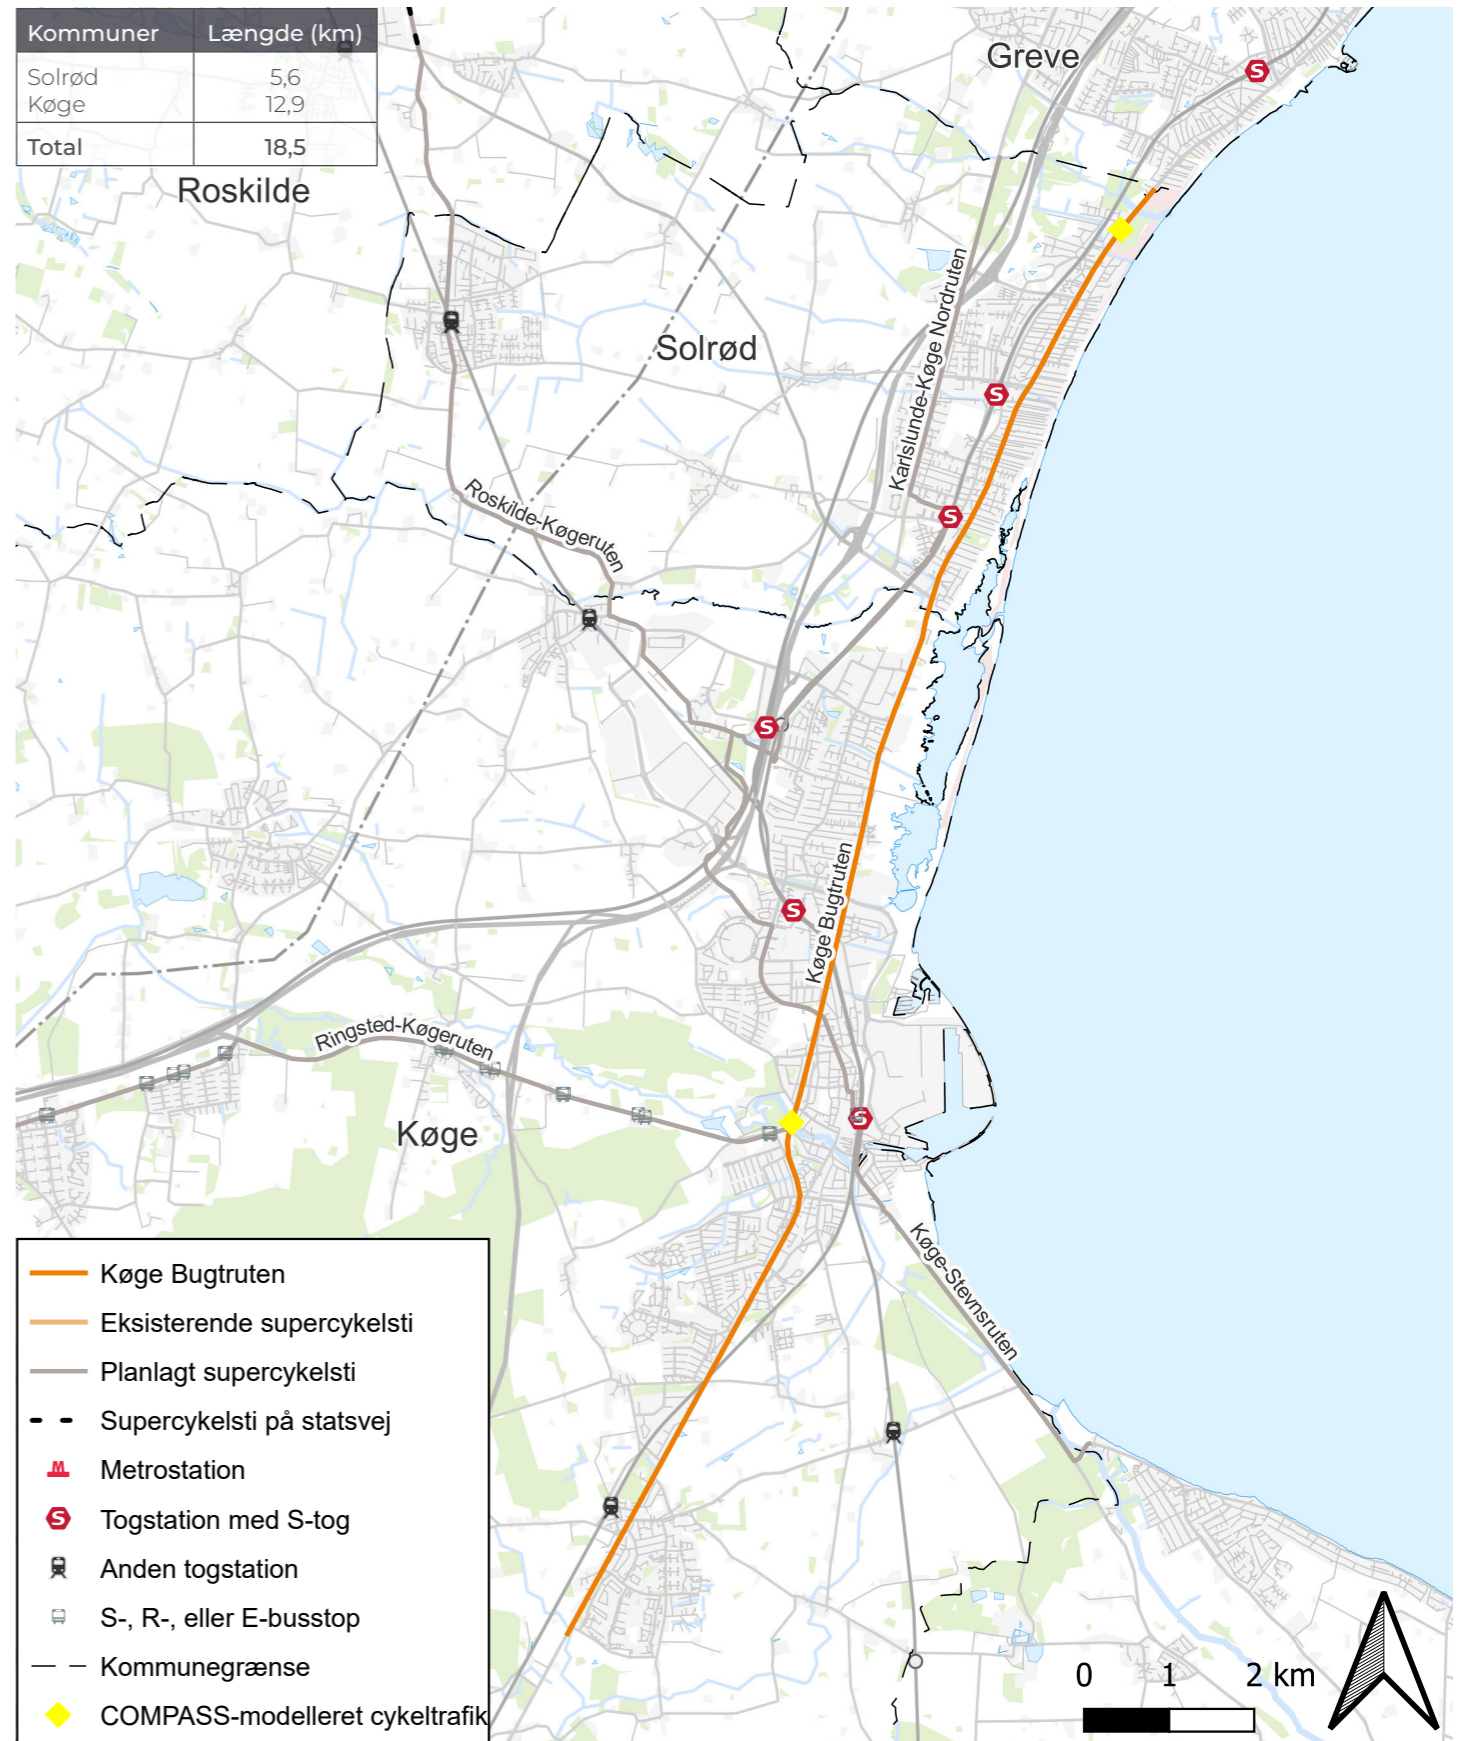 Kommuner Længde (km)
Solrød 5,6
Køge 12,9
Total 18,5
Greve
Roskilde
Solrød
Karlslunde-Køge Nordruten
Roskilde-Køgeruten
Køge Bugtruten
Ringsted-Køgeruten
Køge
Køge-Stevnsruten
Køge Bugtruten
Eksisterende supercykelsti
Planlagt supercykelsti
Supercykelsti på statsvej
M Metrostation
S Togstation med S-tog
Anden togstation
S-, R-, eller E-busstop
Kommunegrænse
COMPASS-modelleret cykeltrafik
0 1 2 km